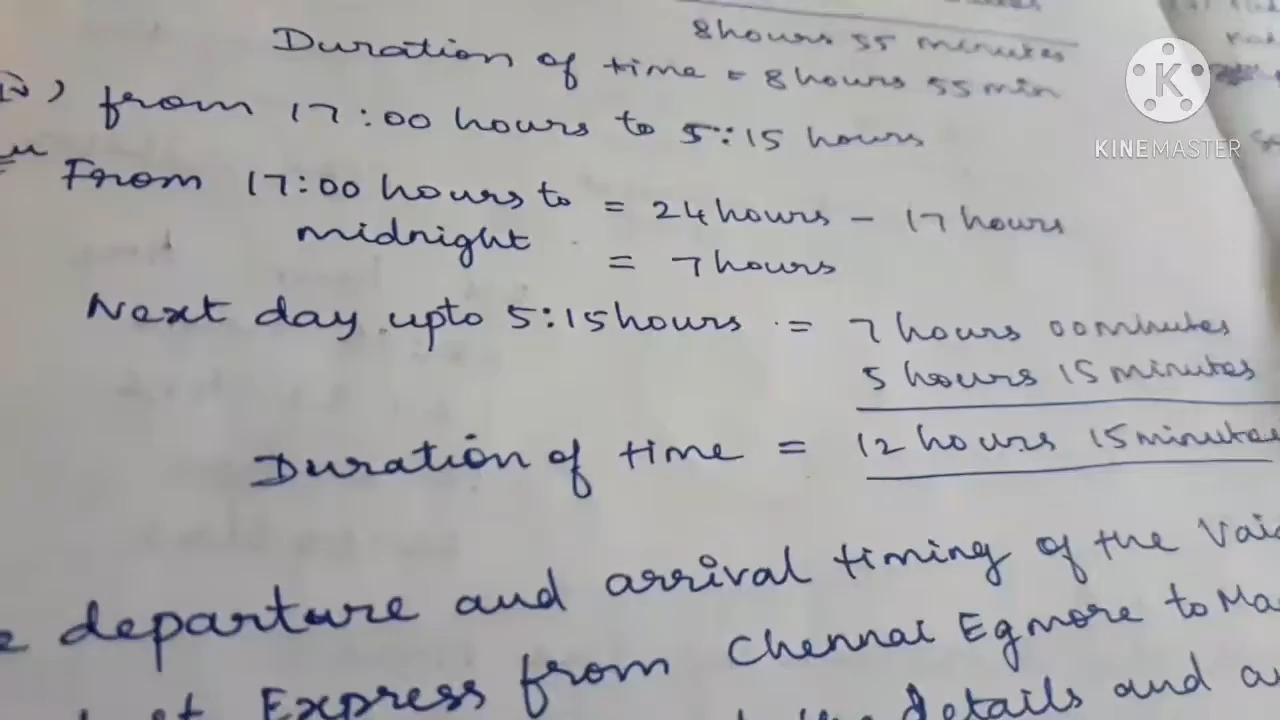 8 hours 55 minutes
Duration of time = 8 hours 55 min
iv) from 17:00 hours to 5:15 hours
From 17:00 hours to = 24 hours - 17 hours
midnight = 7 hours
Next day upto 5:15 hours = 7 hours 00 minutes
5 hours 15 minutes
Duration of time = 12 hours 15 minutes
departure and arrival timing of the Vai
Express from Chennai Egmore to Ma
details and a
K
KINEMASTER